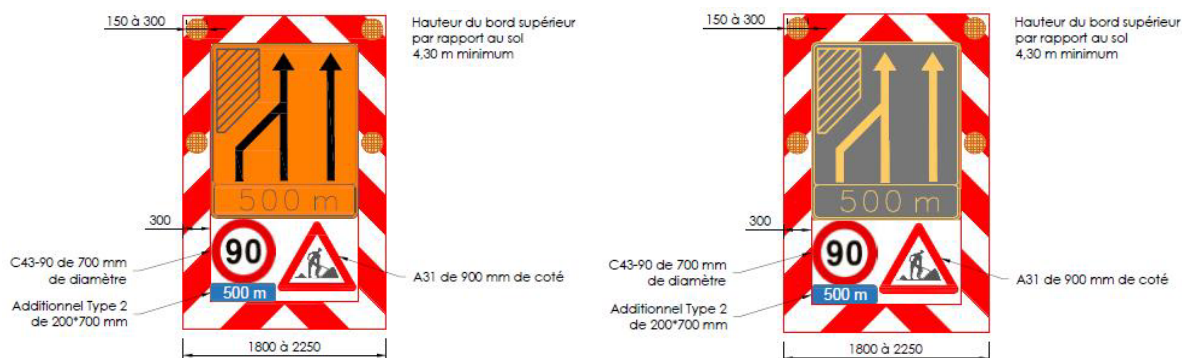 150 à 300
Hauteur du bord supérieur
par rapport au sol
4,30 m minimum
500 m
300
90
C43-90 de 700 mm
de diamètre
A31 de 900 mm de coté
500 m
Additionnel Type 2
de 200*700 mm
1800 à 2250
150 à 300
Hauteur du bord supérieur
par rapport au sol
4,30 m minimum
500 m
300
90
C43-90 de 700 mm
de diamètre
A31 de 900 mm de coté
500 m
Additionnel Type 2
de 200*700 mm
1800 à 2250